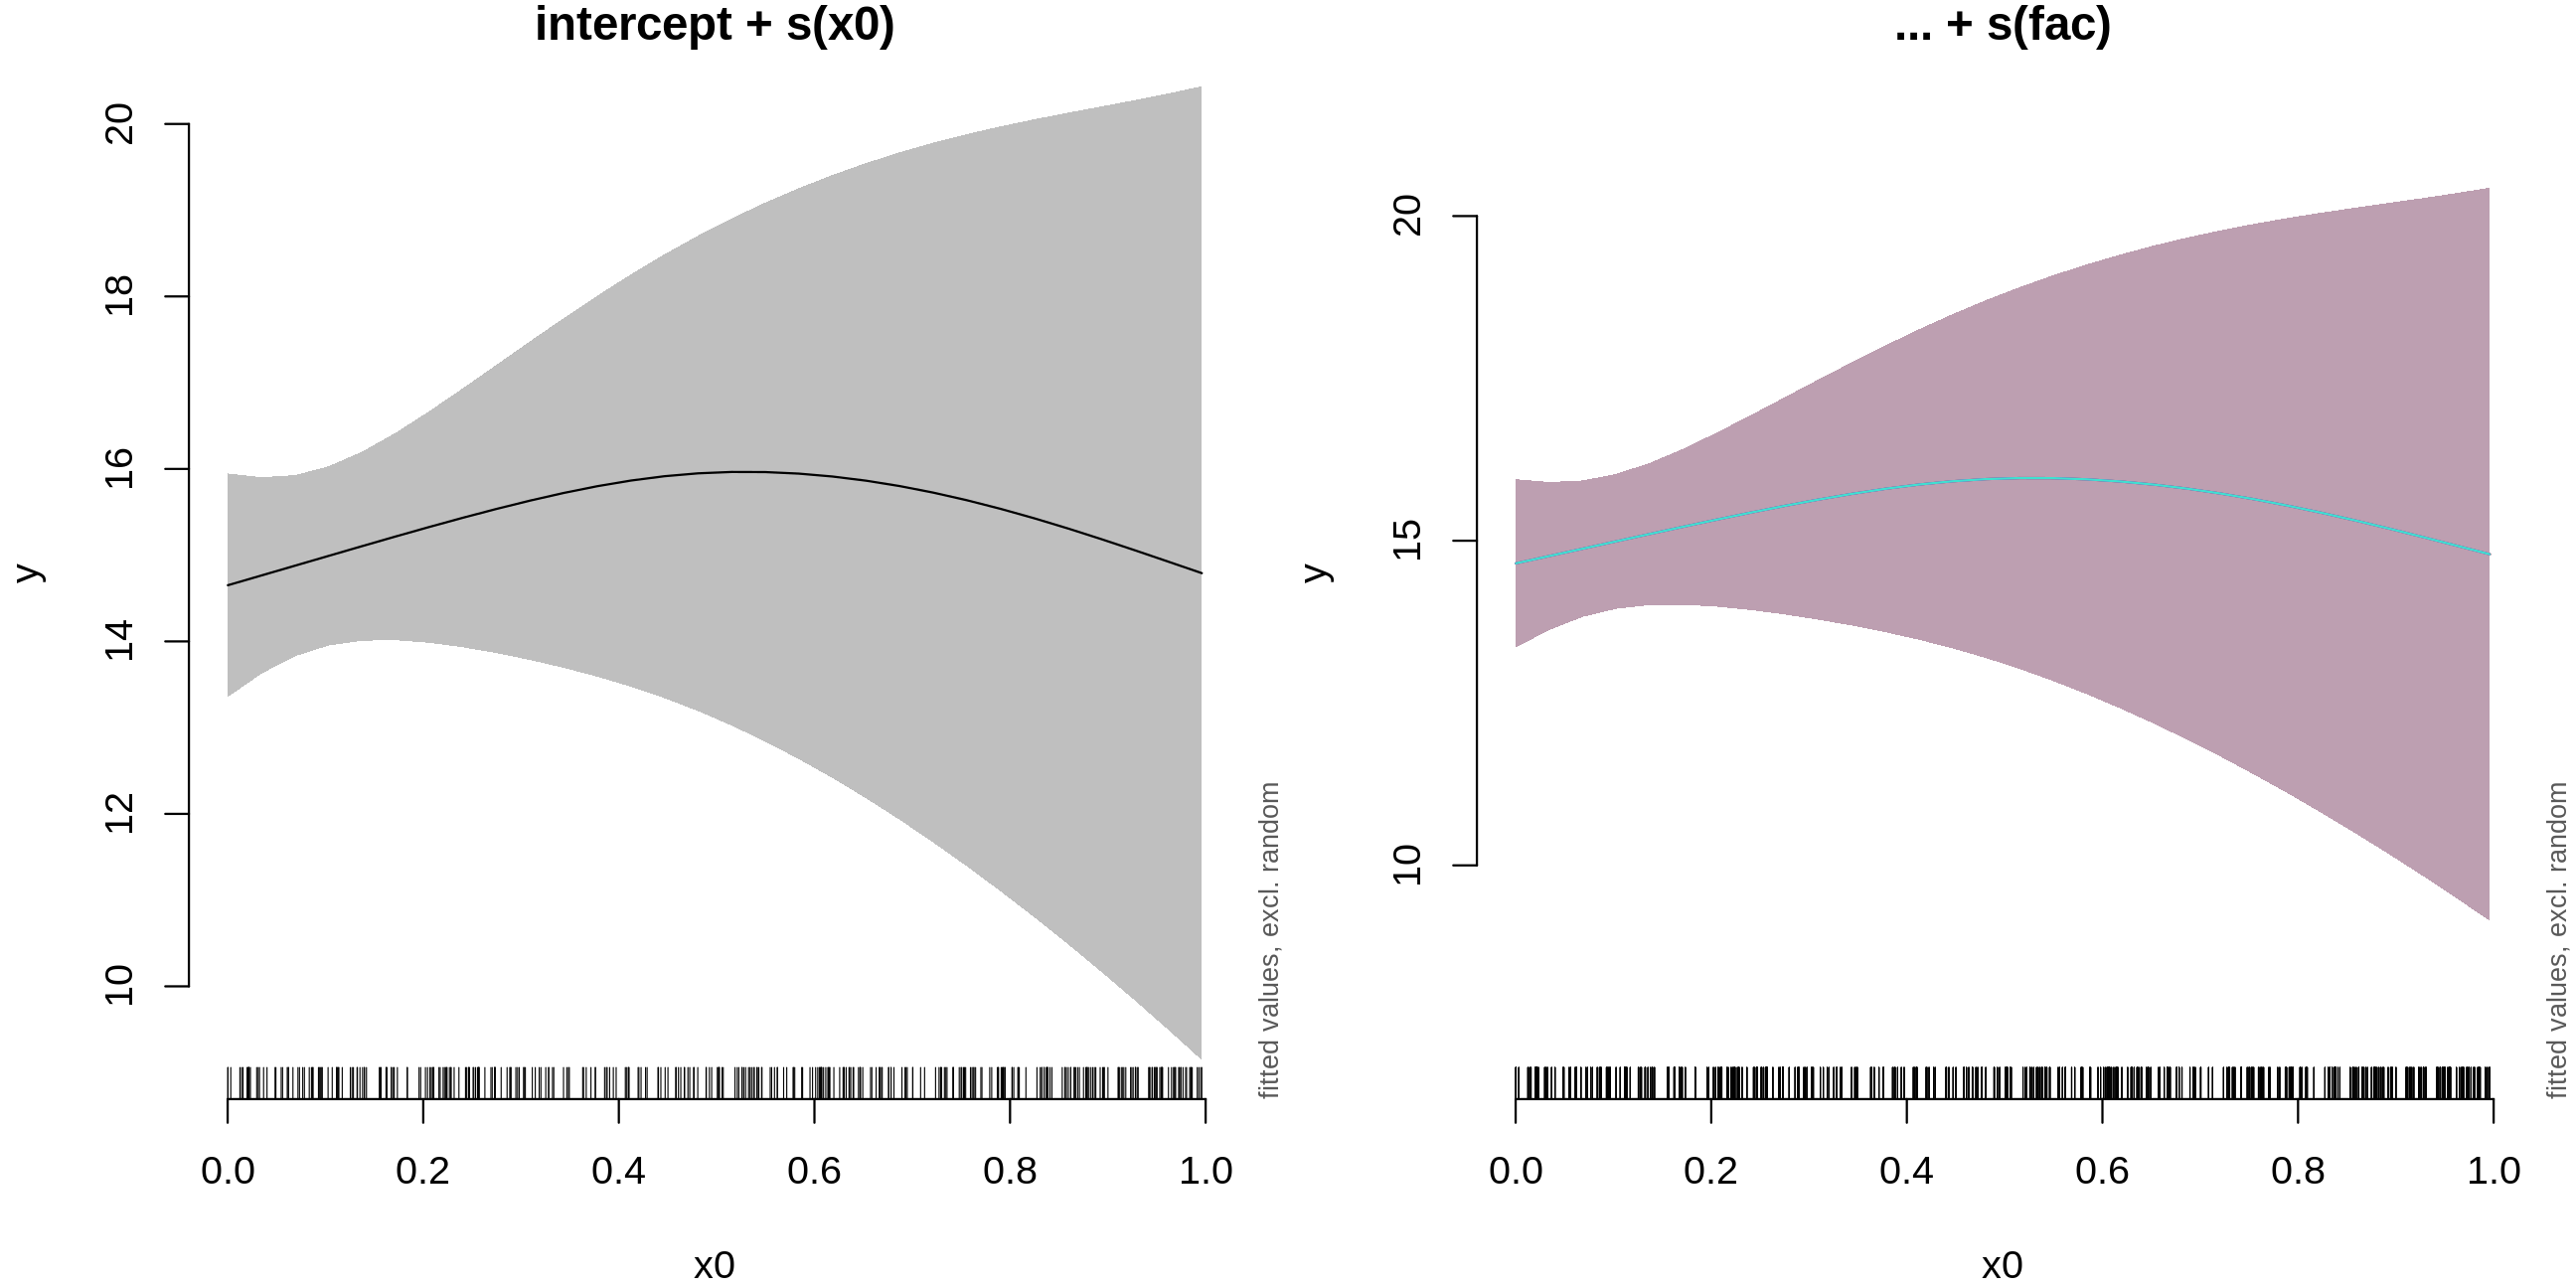 intercept + s(x0)
20
18
16
14
12
10
y
0.0 0.2 0.4 0.6 0.8 1.0
x0
fitted values, excl. random
... + s(fac)
20
15
10
y
0.0 0.2 0.4 0.6 0.8 1.0
x0
fitted values, excl. random